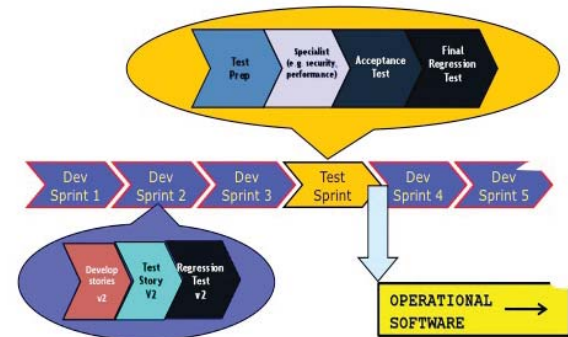 Test
Prep
Specialist
(e.g. security,
performance)
Acceptance
Test
Final
Regression
Test
Dev
Sprint 1
Dev
Sprint 2
Dev
Sprint 3
Test
Sprint
Dev
Sprint 4
Dev
Sprint 5
Develop
stories
v2
Test
Story
V2
Regression
Test
v2
OPERATIONAL
SOFTWARE